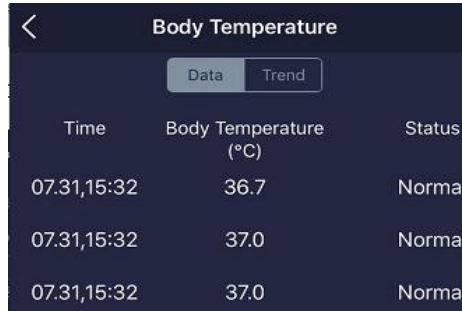 Body Temperature
Data Trend
Time Body Temperature (°C) Status
07.31,15:32 36.7 Norma
07.31,15:32 37.0 Norma
07.31,15:32 37.0 Norma